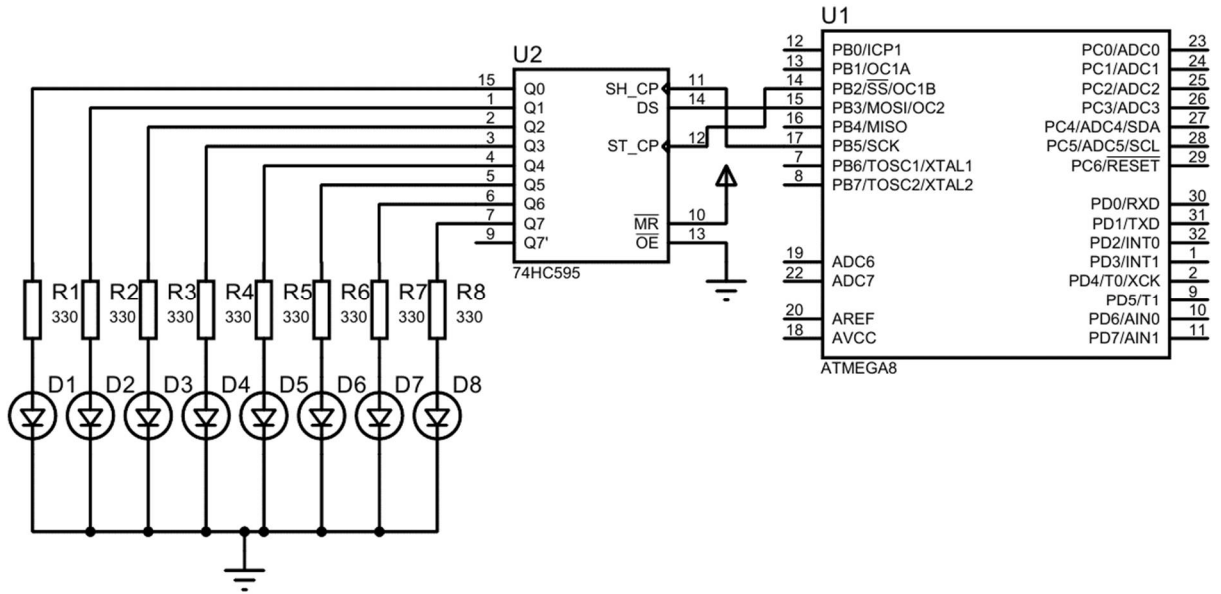 U1
12 PB0/ICP1 PC0/ADC0 23
13 PB1/OC1A PC1/ADC1 24
14 PB2/SS/OC1B PC2/ADC2 25
15 PB3/MOSI/OC2 PC3/ADC3 26
16 PB4/MISO PC4/ADC4/SDA 27
17 PB5/SCK PC5/ADC5/SCL 28
7 PB6/TOSC1/XTAL1 PC6/RESET 29
8 PB7/TOSC2/XTAL2
PD0/RXD 30
PD1/TXD 31
PD2/INT0 32
19 ADC6 PD3/INT1 1
22 ADC7 PD4/T0/XCK 2
PD5/T1 9
20 AREF PD6/AIN0 10
18 AVCC PD7/AIN1 11
ATMEGA8
U2
15 Q0 SH_CP 11
1 Q1 DS 14
2 Q2
3 Q3 ST_CP 12
4 Q4
5 Q5
6 Q6
7 Q7 MR 10
9 Q7' OE 13
74HC595
R1 R2 R3 R4 R5 R6 R7 R8
330 330 330 330 330 330 330 330
D1 D2 D3 D4 D5 D6 D7 D8